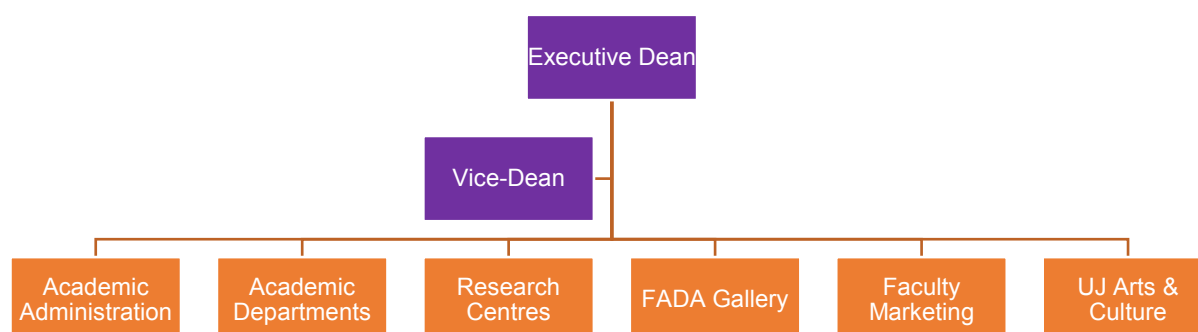 Executive Dean
Vice-Dean
Academic
Administration
Academic
Departments
Research
Centres
FADA Gallery
Faculty
Marketing
UJ Arts &
Culture